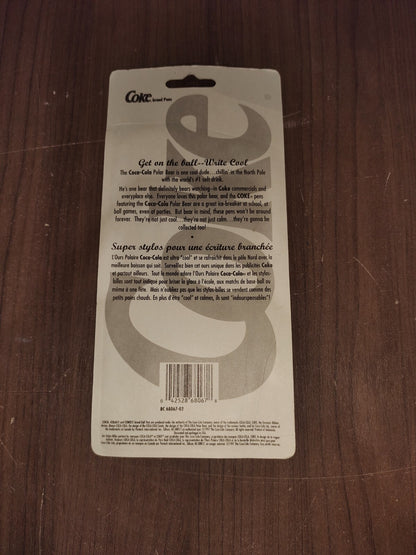 Coke brand Pens
Get on the ball--Write Cool
The Coca-Cola Polar Bear is one cool dude...chillin' in the North Pole
with the world's #1 soft drink.
He's one bear that definitely bears watching--in Coke commercials and
everyplace else. Everyone loves this polar bear, and the COKE pens
featuring the Coca-Cola Polar Bear are a great ice-breaker at school, at
ball games, even at parties. But bear in mind, these pens won't be around
forever. They're not just cool...they're not just calm...they're gonna be
collected too!
•
Super stylos pour une écriture branchée
L'Ours Polaire Coca-Cola est ultra "cool" et se rafraîchit dans le pôle Nord avec la
meilleure boisson qui soit. Surveillez bien cet ours unique dans les publicités Coke
et partout ailleurs. Tout le monde adore l'Ours Polaire Coca-Cola et les stylos-
billes sont tout indiqué pour briser la glace à l'école, aux matchs de base-ball ou
même à une fête. Mais n'oubliez pas que les stylos-billes se vendent comme des
petits pains chauds. En plus d'être "cool" et calmes, ils sont "indispensables"!
Coke
6 42528 68067 8
BC 68067-02